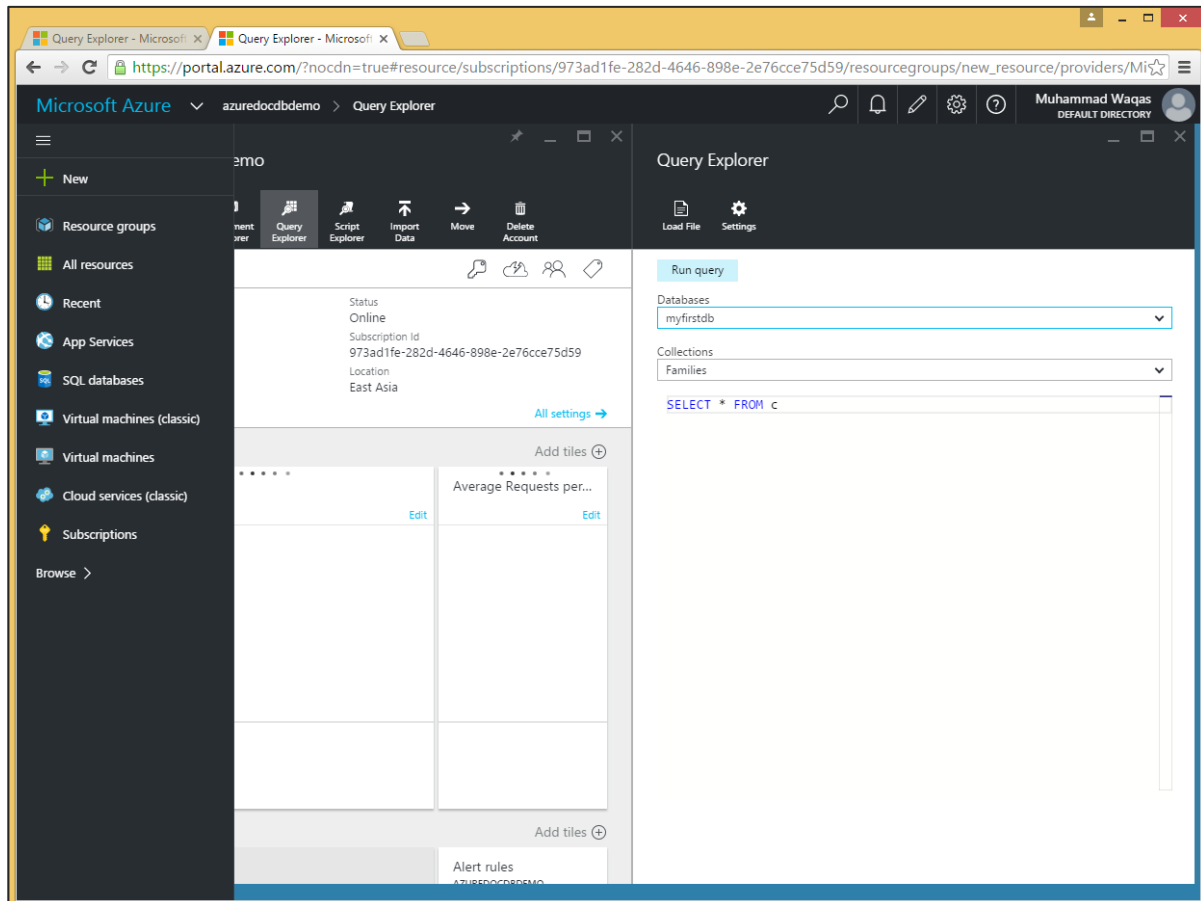 Query Explorer - Microsoft
Query Explorer - Microsoft
https://portal.azure.com/?nocdn=true#resource/subscriptions/973ad1fe-282d-4646-898e-2e76cce75d59/resourcegroups/new_resource/providers/Mi
Microsoft Azure azuredocdbdemo > Query Explorer
Muhammad Waqas
DEFAULT DIRECTORY
New
Resource groups
All resources
Recent
App Services
SQL databases
Virtual machines (classic)
Virtual machines
Cloud services (classic)
Subscriptions
Browse >
emo
ment
orer
Query
Explorer
Script
Explorer
Import
Data
Move
Delete
Account
Status
Online
Subscription Id
973ad1fe-282d-4646-898e-2e76cce75d59
Location
East Asia
All settings
Add tiles
Edit
Average Requests per...
Edit
Add tiles
Alert rules
AZUREDOCDBDEMO
Query Explorer
Load File
Settings
Run query
Databases
myfirstdb
Collections
Families
SELECT * FROM c